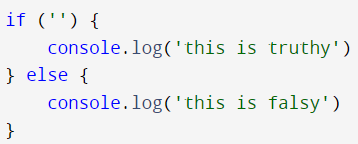 if ('') {
    console.log('this is truthy')
} else {
    console.log('this is falsy')
}